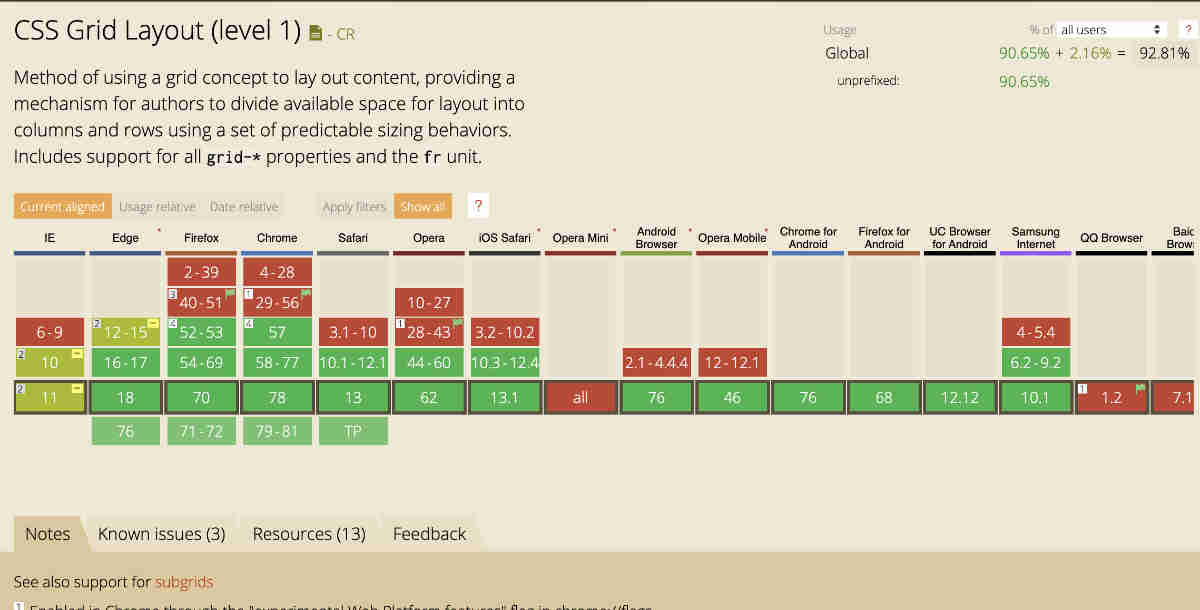 CSS Grid Layout (level 1) - CR
Usage % of all users ?
Global 90.65% + 2.16% = 92.81%
unprefixed: 90.65%
Method of using a grid concept to lay out content, providing a
mechanism for authors to divide available space for layout into
columns and rows using a set of predictable sizing behaviors.
Includes support for all grid-* properties and the fr unit.
Current aligned Usage relative Date relative Apply filters Show all ?
IE Edge * Firefox Chrome Safari Opera iOS Safari * Opera Mini * Android Browser * Opera Mobile * Chrome for Android Firefox for Android UC Browser for Android Samsung Internet QQ Browser Baid Brows
2-39 4-28
3 40-51 1 29-56 10-27
6-9 2 12-15 4 52-53 4 57 3.1-10 1 28-43 3.2-10.2 4-5.4
2 10 16-17 54-69 58-77 10.1-12.1 44-60 10.3-12.4 2.1-4.4.4 12-12.1 6.2-9.2
2 11 18 70 78 13 62 13.1 all 76 46 76 68 12.12 10.1 1 1.2 7.1
76 71-72 79-81 TP
Notes Known issues (3) Resources (13) Feedback
See also support for subgrids
1 Enabled in Chrome through the "experimental Web Platform features" flag in chrome://flags